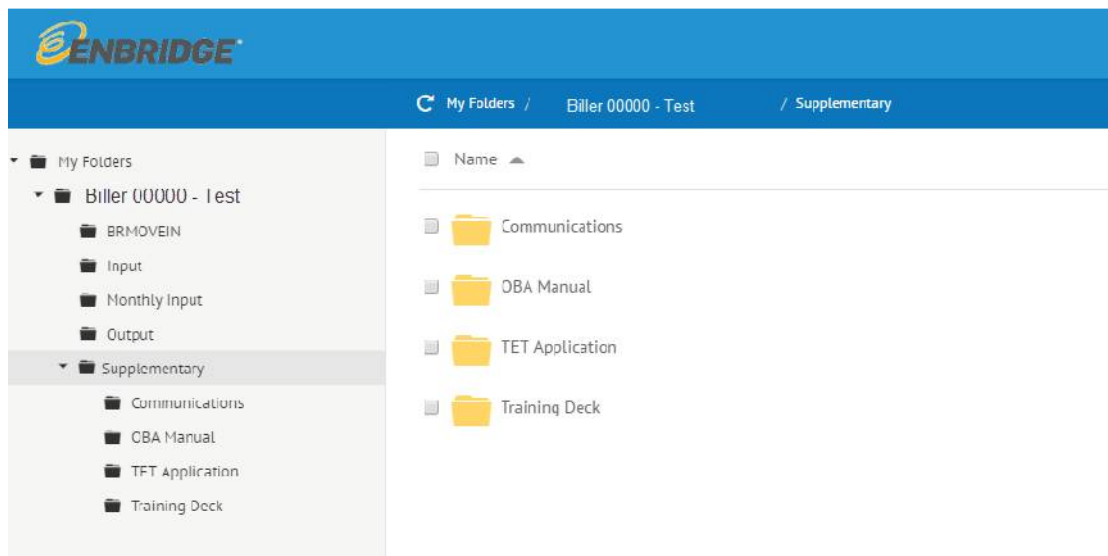 ENBRIDGE
My Folders / Biller 00000 - Test / Supplementary
My Folders
Biller 00000 - Test
BRMOVEIN
Input
Monthly Input
Output
Supplementary
Communications
OBA Manual
TET Application
Training Deck
Name
Communications
OBA Manual
TET Application
Training Deck